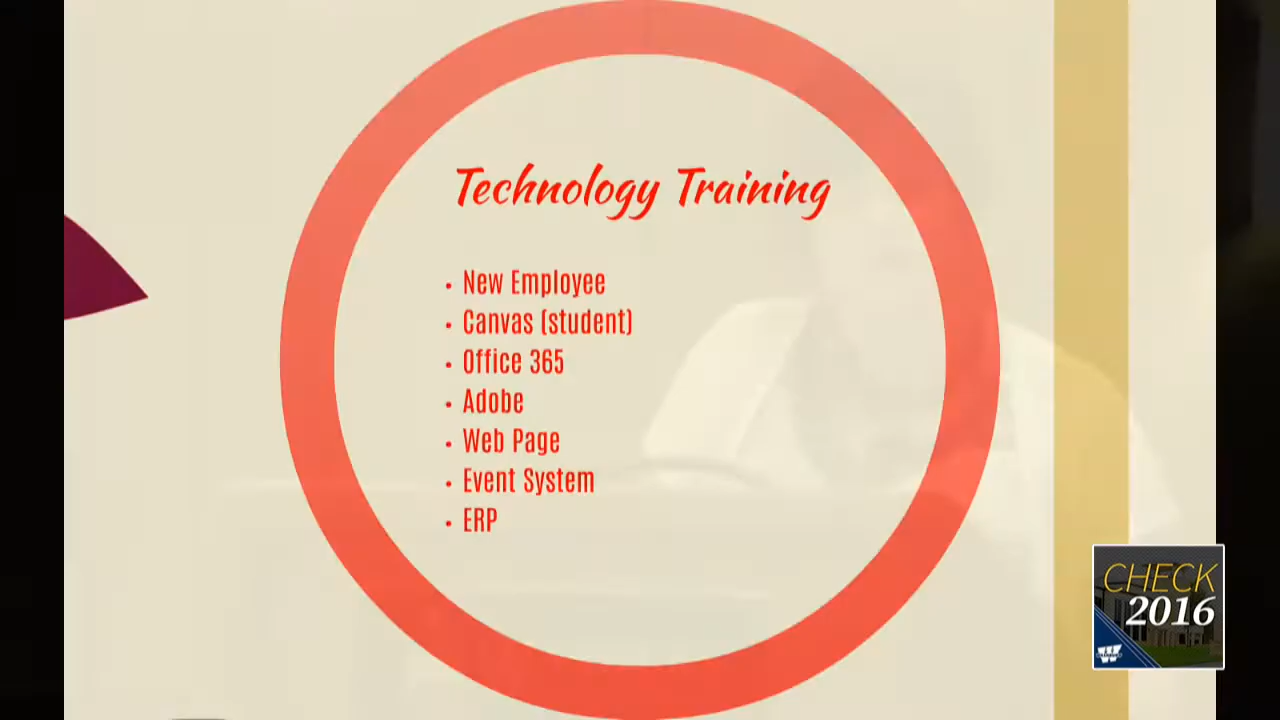 Technology Training
• New Employee
• Canvas (student)
• Office 365
• Adobe
• Web Page
• Event System
• ERP
CHECK
2016
W